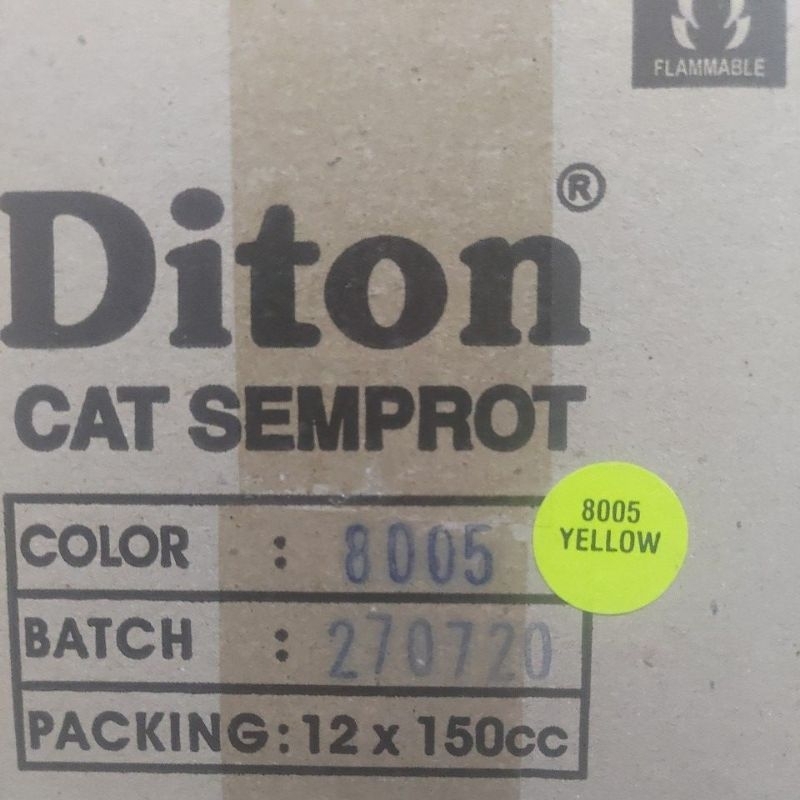 FLAMMABLE
Diton®
CAT SEMPROT
COLOR : 8005
8005
YELLOW
BATCH : 270720
PACKING : 12 x 150cc